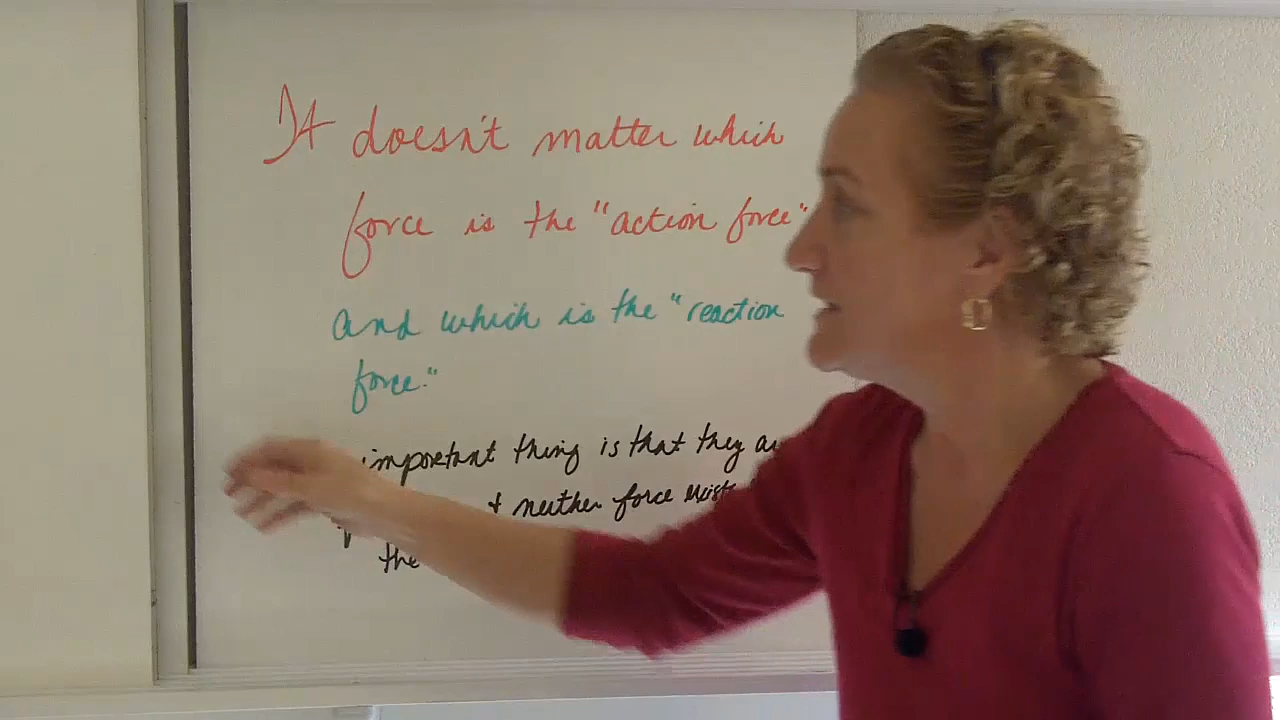 It doesn't matter which
force is the "action force"
and which is the "reaction
force."
important thing is that they
+ neither force exists
the